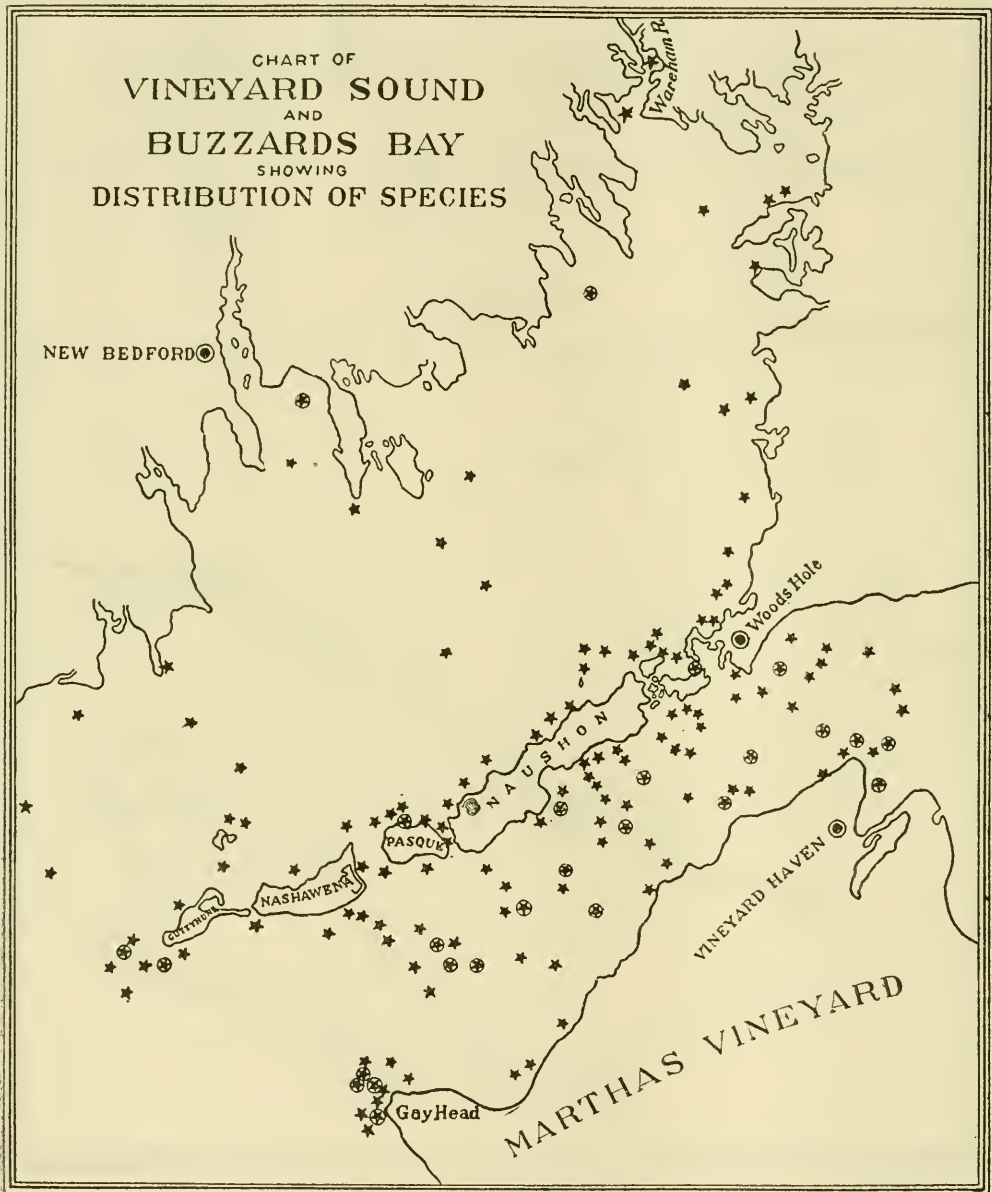 CHART OF
VINEYARD SOUND
AND
BUZZARDS BAY
SHOWING
DISTRIBUTION OF SPECIES
Wareham R.
NEW BEDFORD
Woods Hole
NAUSHON
PASQUE
NASHAWENA
CUTTYHUNK
VINEYARD HAVEN
MARTHAS VINEYARD
Gay Head